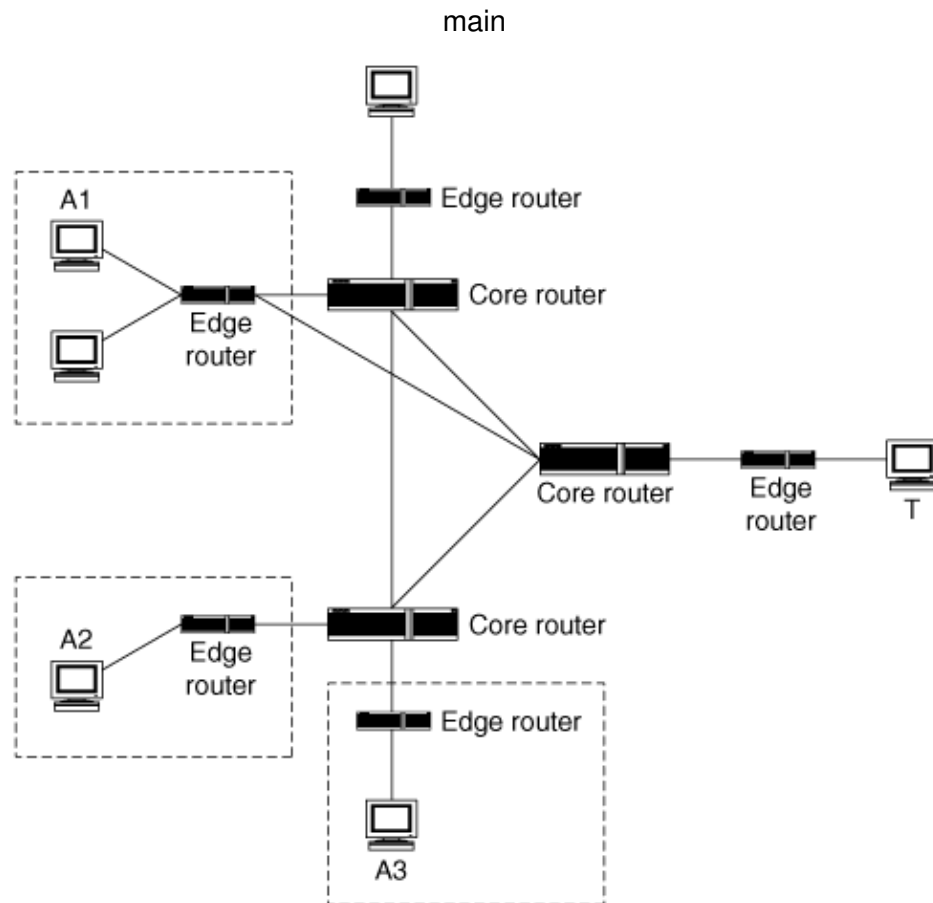 main
Edge router
A1
Core router
Edge
router
Core router
Edge
router
T
A2
Edge
router
Core router
Edge router
A3